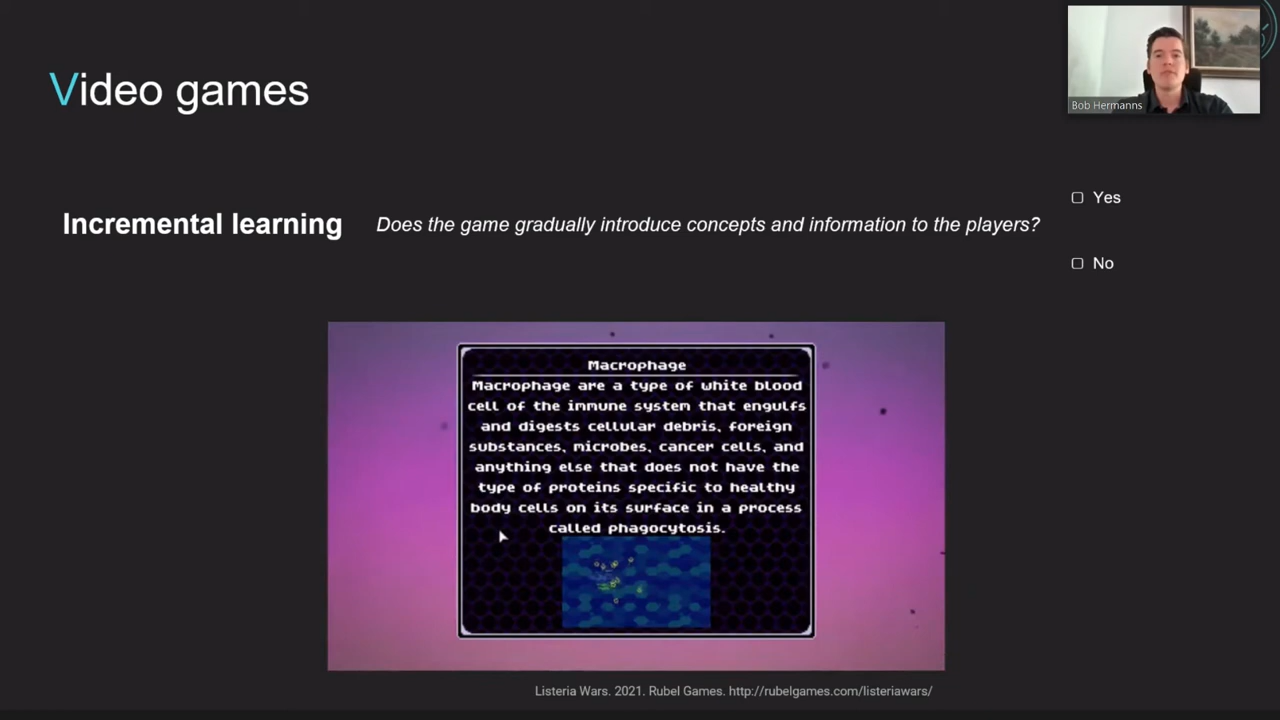 Video games
Bob Hermanns
Incremental learning
Does the game gradually introduce concepts and information to the players?
Yes
No
Macrophage
Macrophage are a type of white blood
cell of the immune system that engulfs
and digests cellular debris, foreign
substances, microbes, cancer cells, and
anything else that does not have the
type of proteins specific to healthy
body cells on its surface in a process
called phagocytosis.
Listeria Wars. 2021. Rubel Games. http://rubelgames.com/listeriawars/